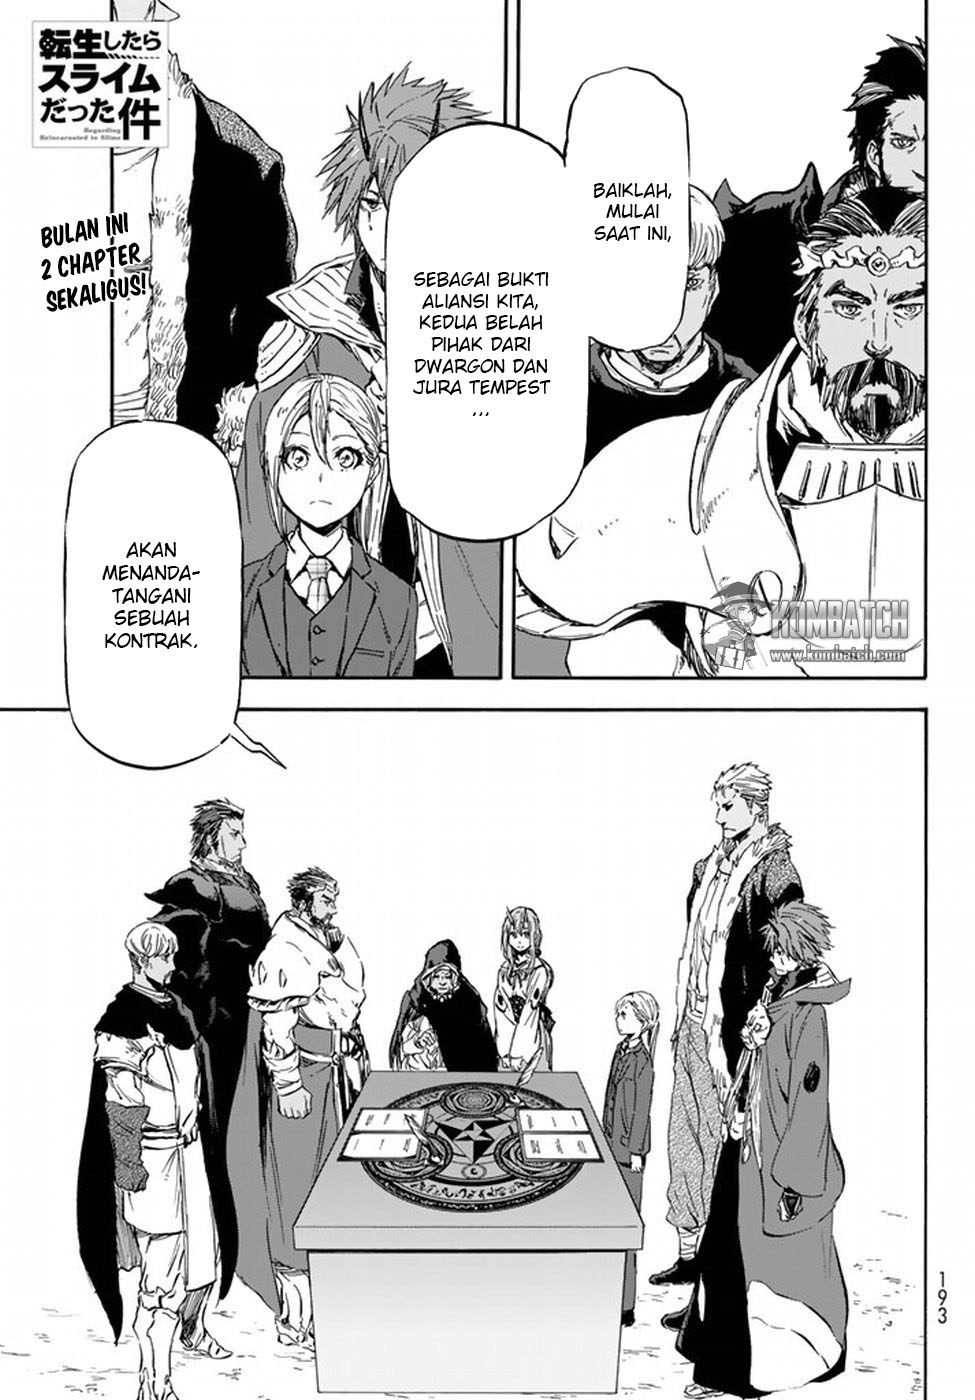 転生したら
スライム
だった件
Regarding
Reincarnated to Slime
BULAN INI
2 CHAPTER
SEKALIGUS!
BAIKLAH,
MULAI
SAAT INI,
SEBAGAI BUKTI
ALIANSI KITA,
KEDUA BELAH
PIHAK DARI
DWARGON DAN
JURA TEMPEST
...
AKAN
MENANDA-
TANGANI
SEBUAH
KONTRAK.
KOMBATCH
www.kombatch.com
193